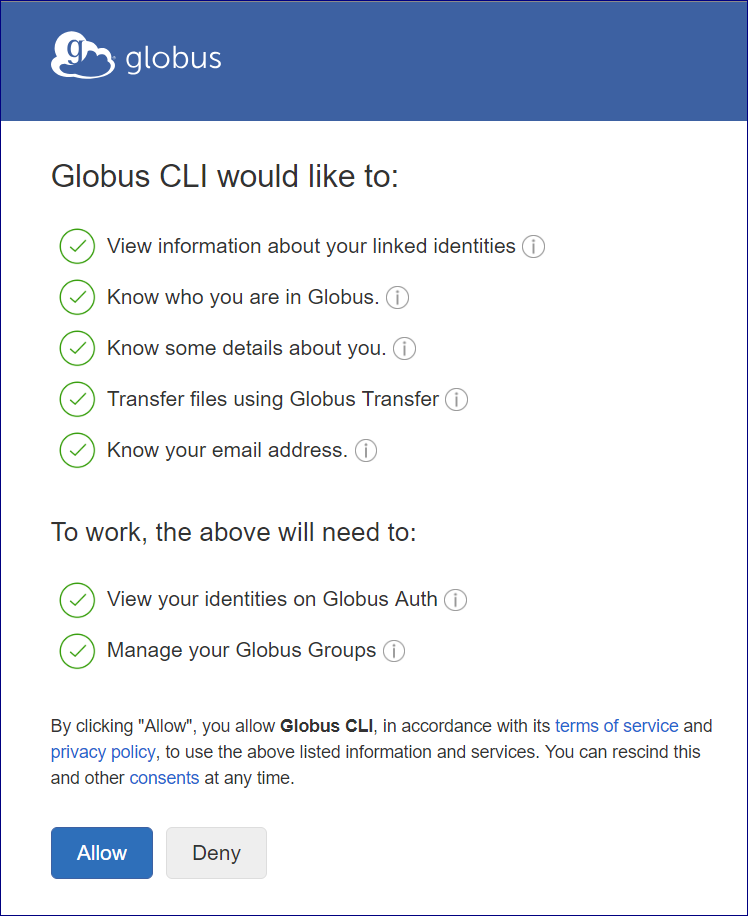 g globus
Globus CLI would like to:
View information about your linked identities i
Know who you are in Globus. i
Know some details about you. i
Transfer files using Globus Transfer i
Know your email address. i
To work, the above will need to:
View your identities on Globus Auth i
Manage your Globus Groups i
By clicking "Allow", you allow Globus CLI, in accordance with its terms of service and
privacy policy, to use the above listed information and services. You can rescind this
and other consents at any time.
Allow Deny